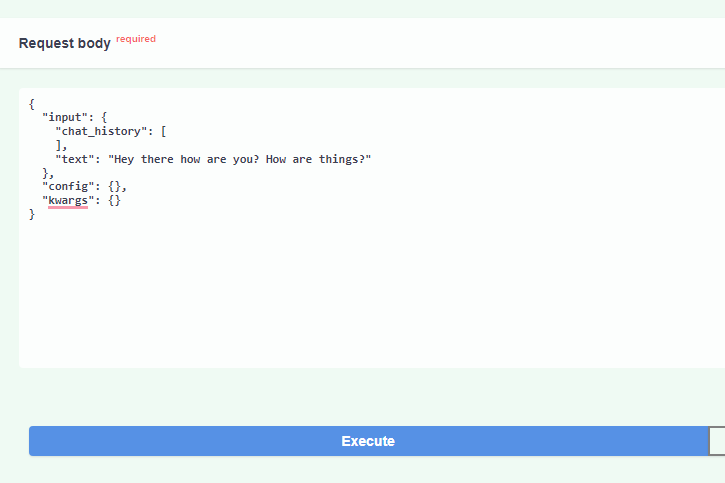 Request body required
{
  "input": {
    "chat_history": [
    ],
    "text": "Hey there how are you? How are things?"
  },
  "config": {},
  "kwargs": {}
}
Execute